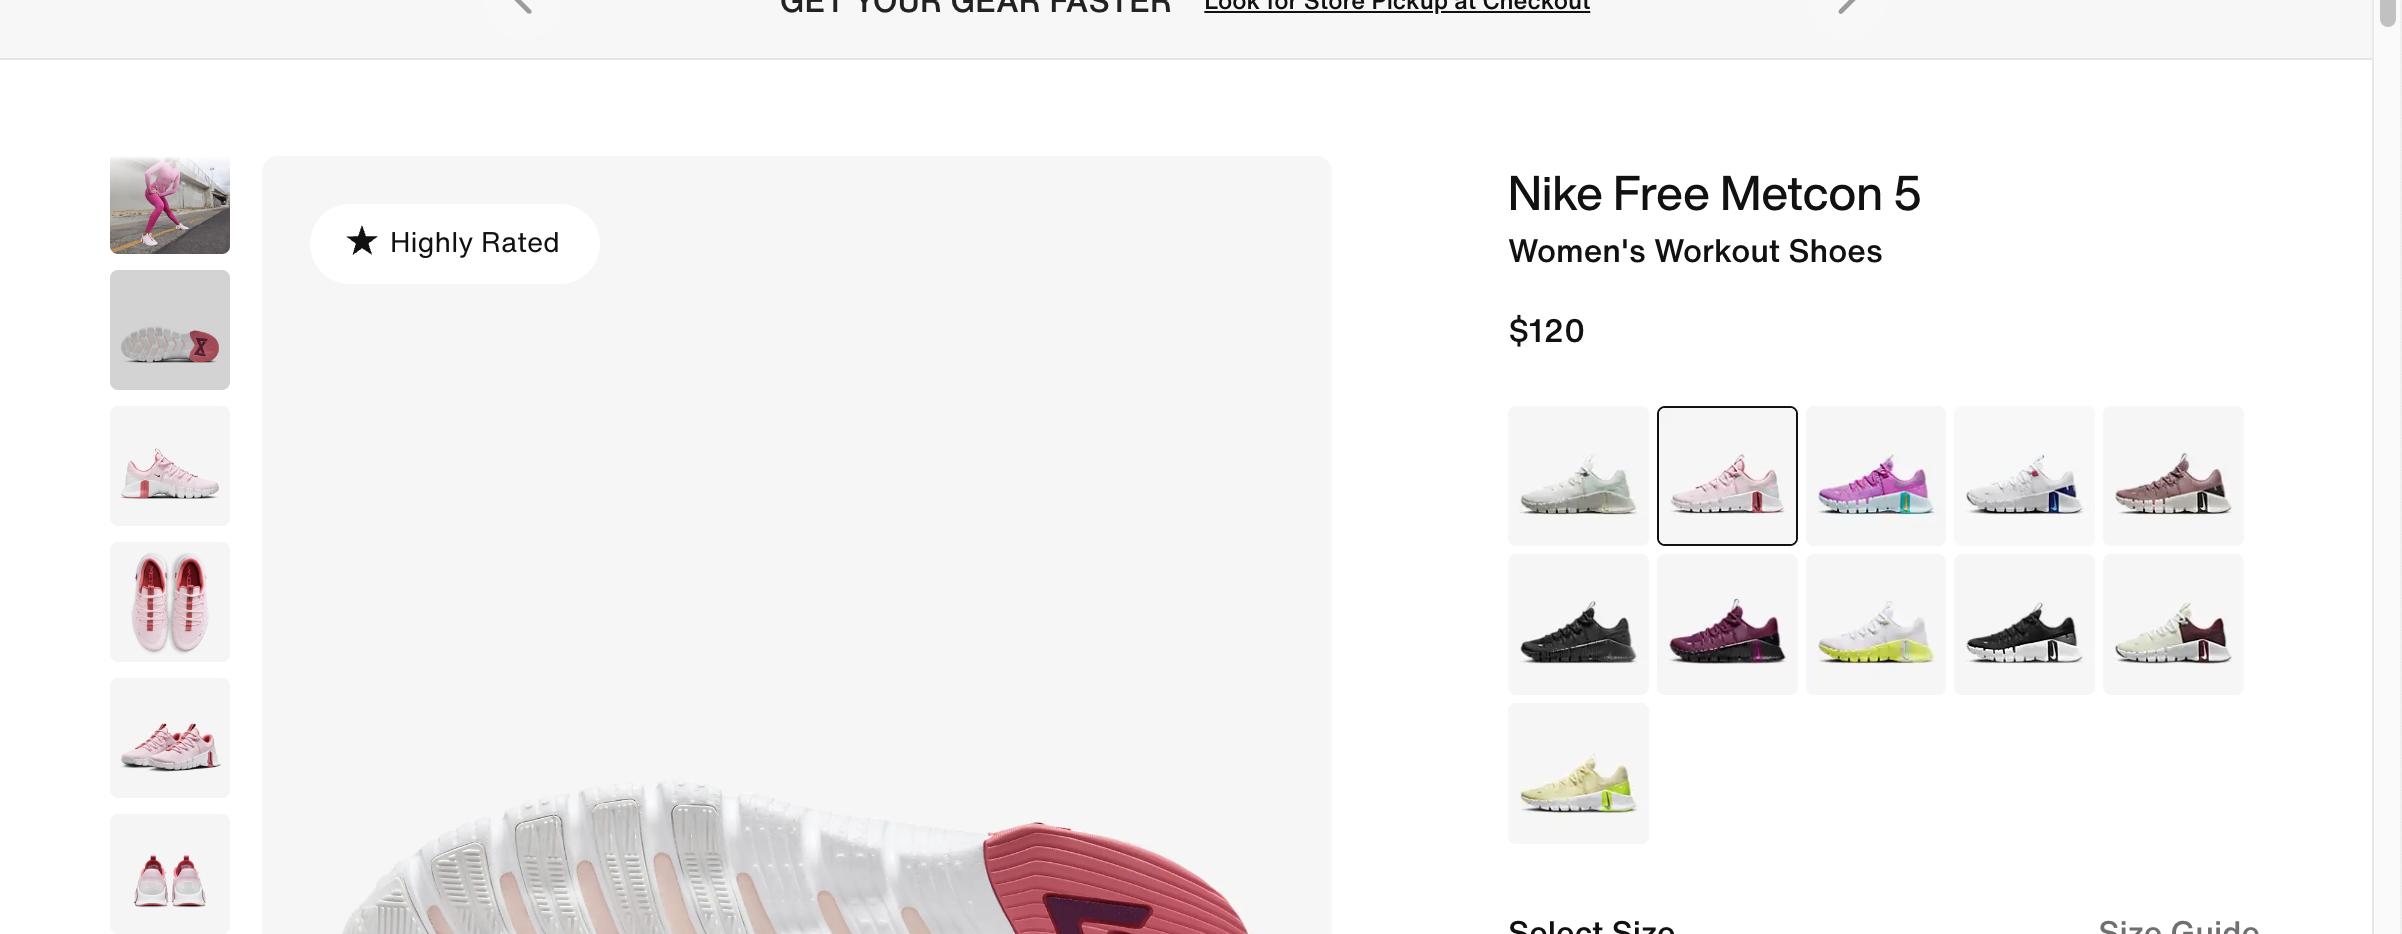 GET YOUR GEAR FASTER Look for Store Pickup at Checkout
Highly Rated
Nike Free Metcon 5
Women's Workout Shoes
$120
Select Size Size Guide